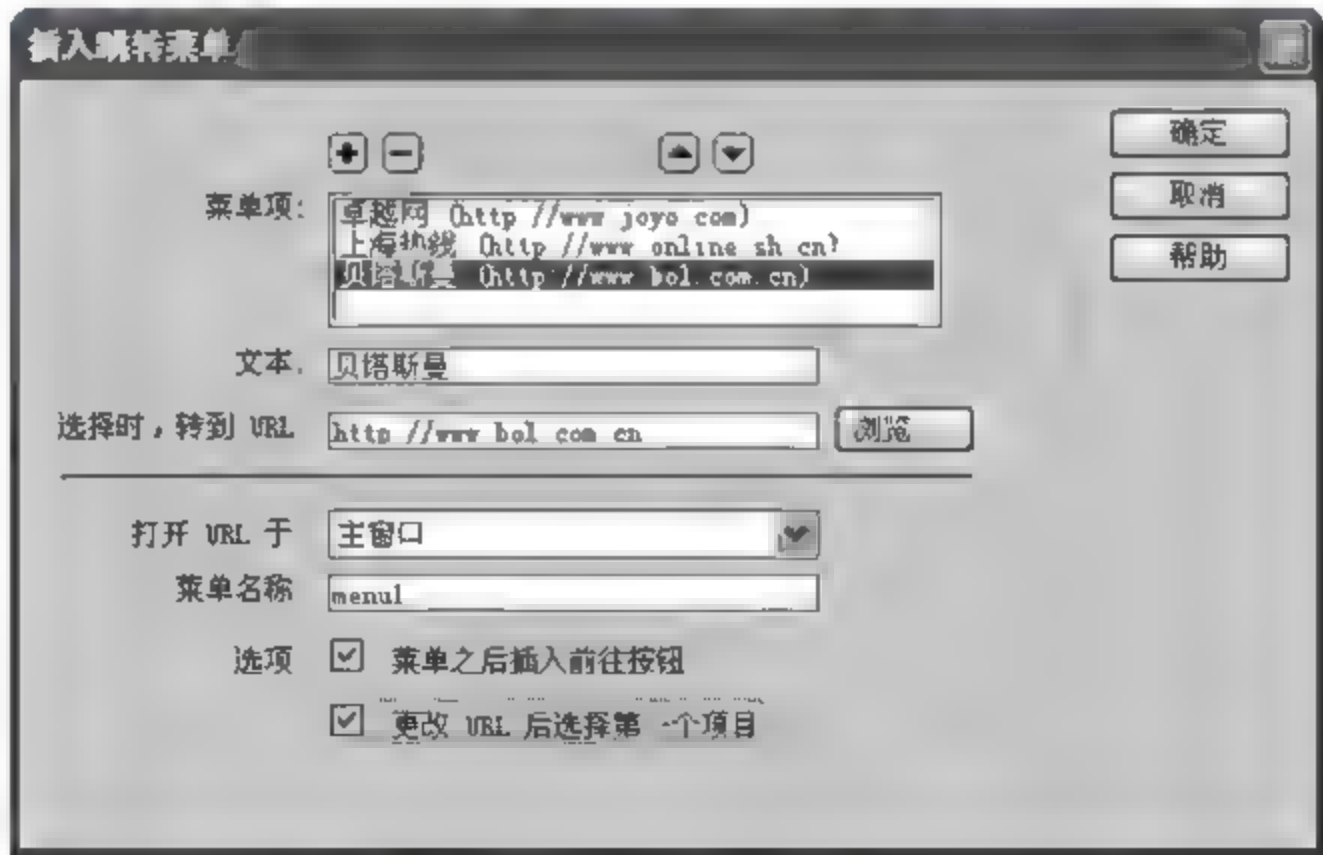 插入跳转菜单
确定
取消
帮助
菜单项:
卓越网 (http //www joyo com)
上海热线 (http //www online sh cn)
贝塔斯曼 (http //www bol.com.cn)
文本.
贝塔斯曼
选择时，转到 URL
http //www bol com cn
浏览
打开 URL 于
主窗口
菜单名称
menu1
选项
菜单之后插入前往按钮
更改 URL 后选择第一个项目